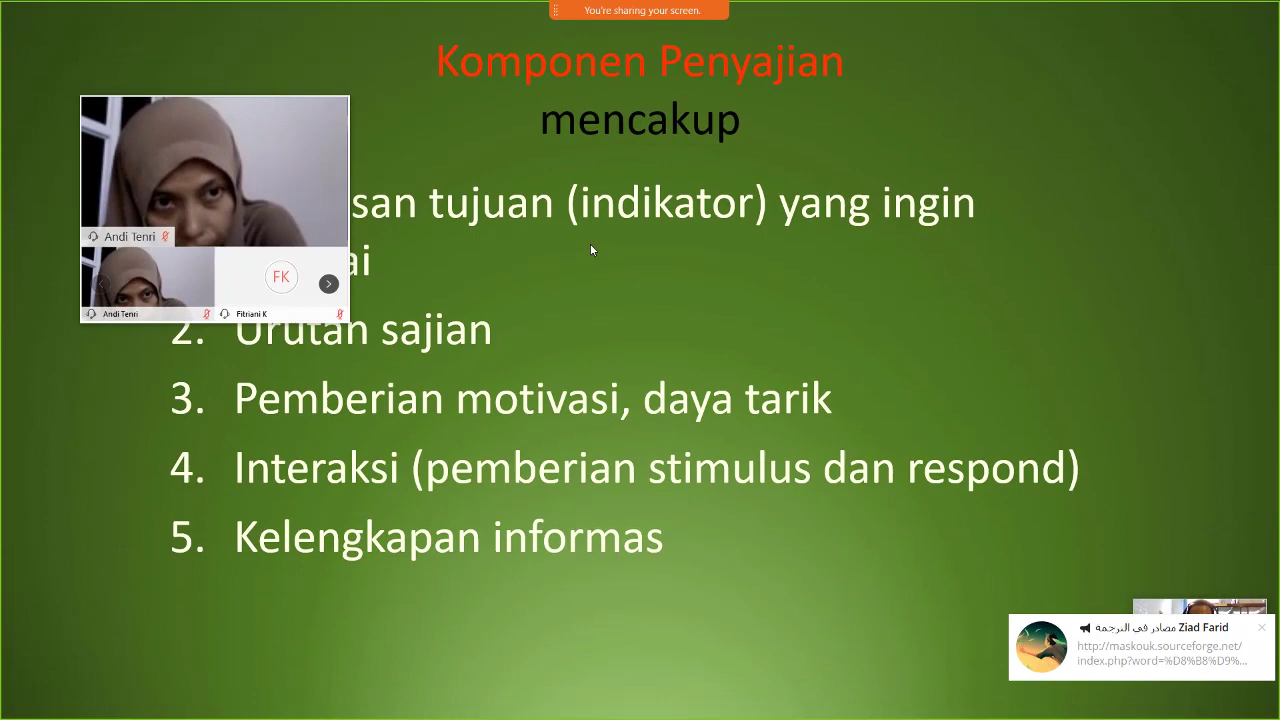 You're sharing your screen.
Komponen Penyajian
mencakup
san tujuan (indikator) yang ingin
ai
Andi Tenri
FK
Andi Tenri
Fitriani K
2. Urutan sajian
3. Pemberian motivasi, daya tarik
4. Interaksi (pemberian stimulus dan respond)
5. Kelengkapan informas
مصادر في الترجمة Ziad Farid
http://maskouk.sourceforge.net/
index.php?word=%D8%B8%D9%...